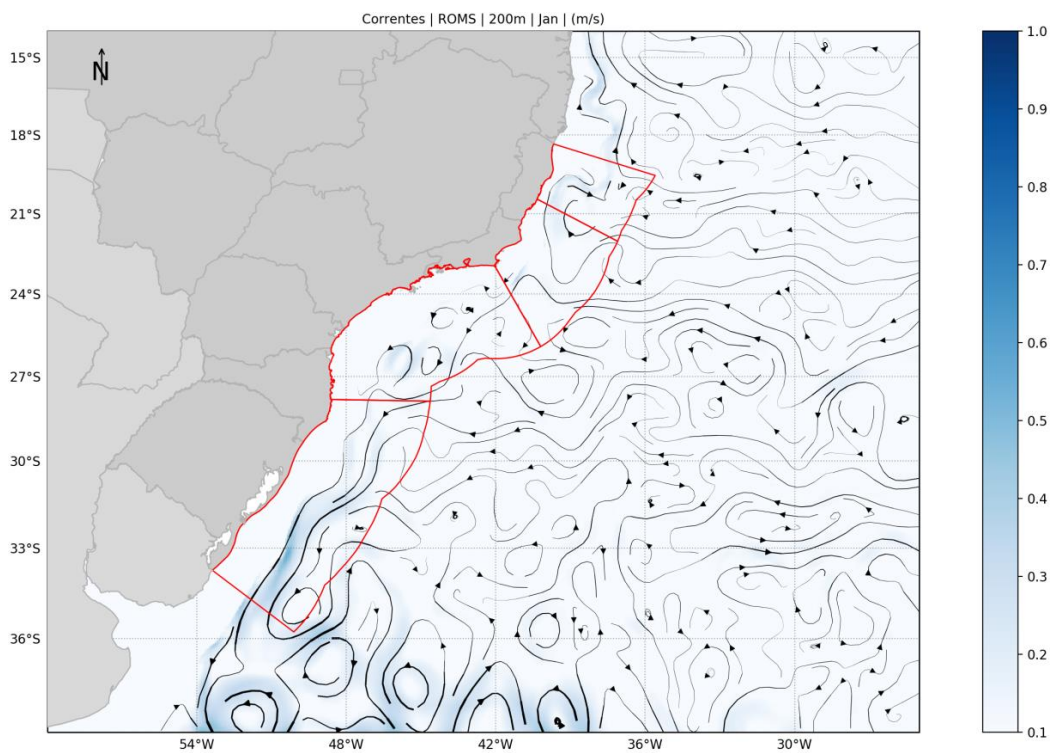 Correntes | ROMS | 200m | Jan | (m/s)
N
15°S
18°S
21°S
24°S
27°S
30°S
33°S
36°S
54°W
48°W
42°W
36°W
30°W
1.0
0.9
0.8
0.7
0.6
0.5
0.4
0.3
0.2
0.1